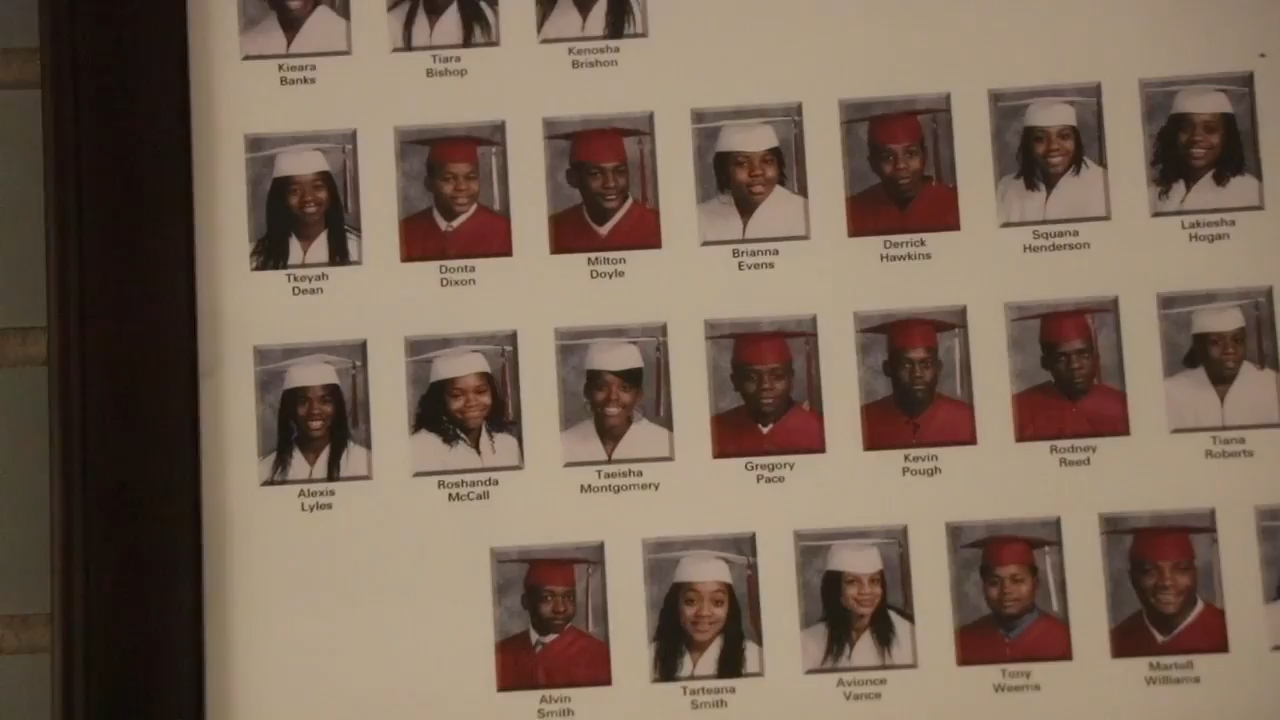 Kieara
Banks
Tiara
Bishop
Kenosha
Brishon
Tkeyah
Dean
Donta
Dixon
Milton
Doyle
Brianna
Evens
Derrick
Hawkins
Squana
Henderson
Lakiesha
Hogan
Alexis
Lyles
Roshanda
McCall
Taeisha
Montgomery
Gregory
Pace
Kevin
Pough
Rodney
Reed
Tiana
Roberts
Alvin
Smith
Tarteana
Smith
Avionce
Vance
Tony
Weems
Martell
Williams